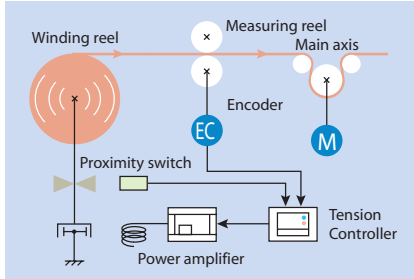 Winding reel
Measuring reel
Main axis
Encoder
EC
M
Proximity switch
Tension
Controller
Power amplifier